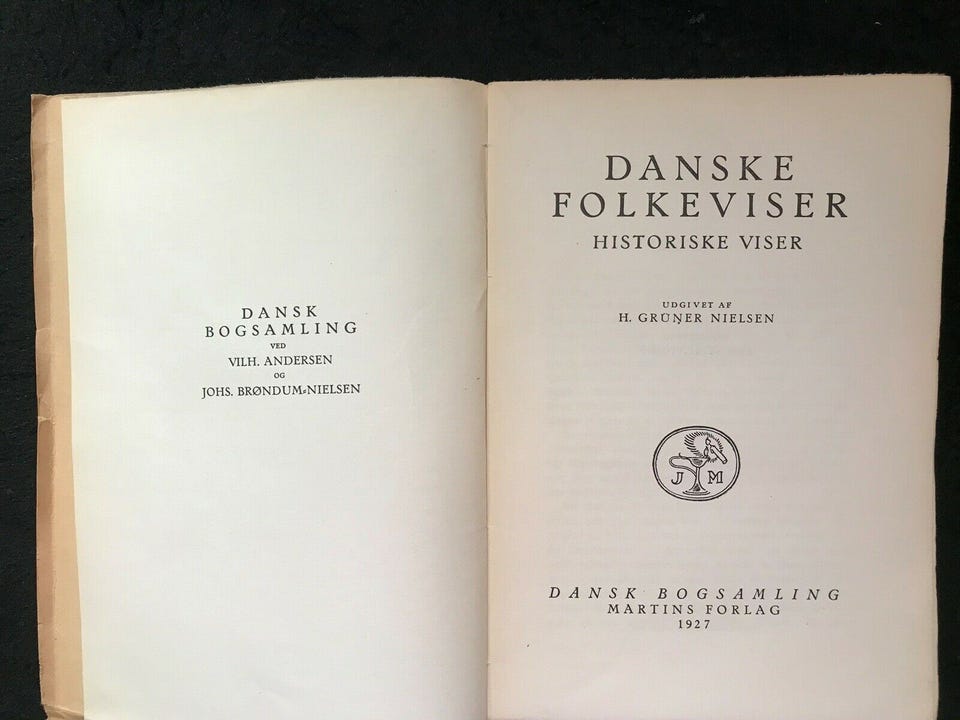 DANSK
BOGSAMLING
VED
VILH. ANDERSEN
OG
JOHS. BRØNDUM-NIELSEN
DANSKE
FOLKEVISER
HISTORISKE VISER
UDGIVET AF
H. GRÜNER NIELSEN
J M
DANSK BOGSAMLING
MARTINS FORLAG
1927